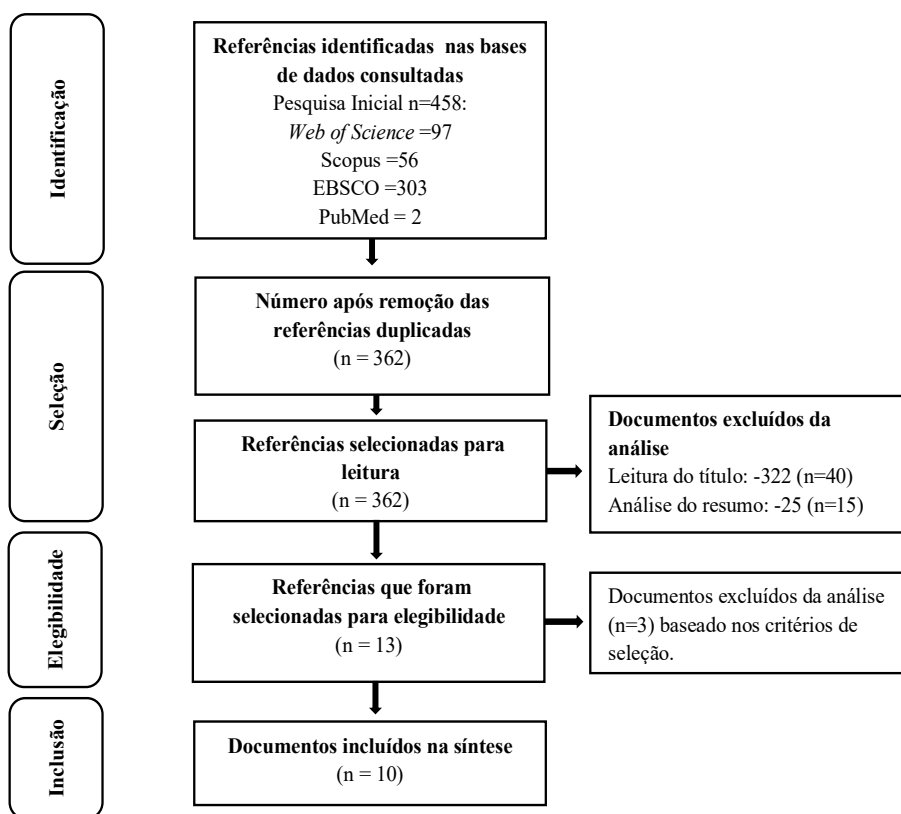 Identificação
Referências identificadas nas bases
de dados consultadas
Pesquisa Inicial n=458:
Web of Science =97
Scopus =56
EBSCO =303
PubMed = 2
Seleção
Número após remoção das
referências duplicadas
(n = 362)
Referências selecionadas para
leitura
(n = 362)
Documentos excluídos da
análise
Leitura do título: -322 (n=40)
Análise do resumo: -25 (n=15)
Elegibilidade
Referências que foram
selecionadas para elegibilidade
(n = 13)
Documentos excluídos da análise
(n=3) baseado nos critérios de
seleção.
Inclusão
Documentos incluídos na síntese
(n = 10)